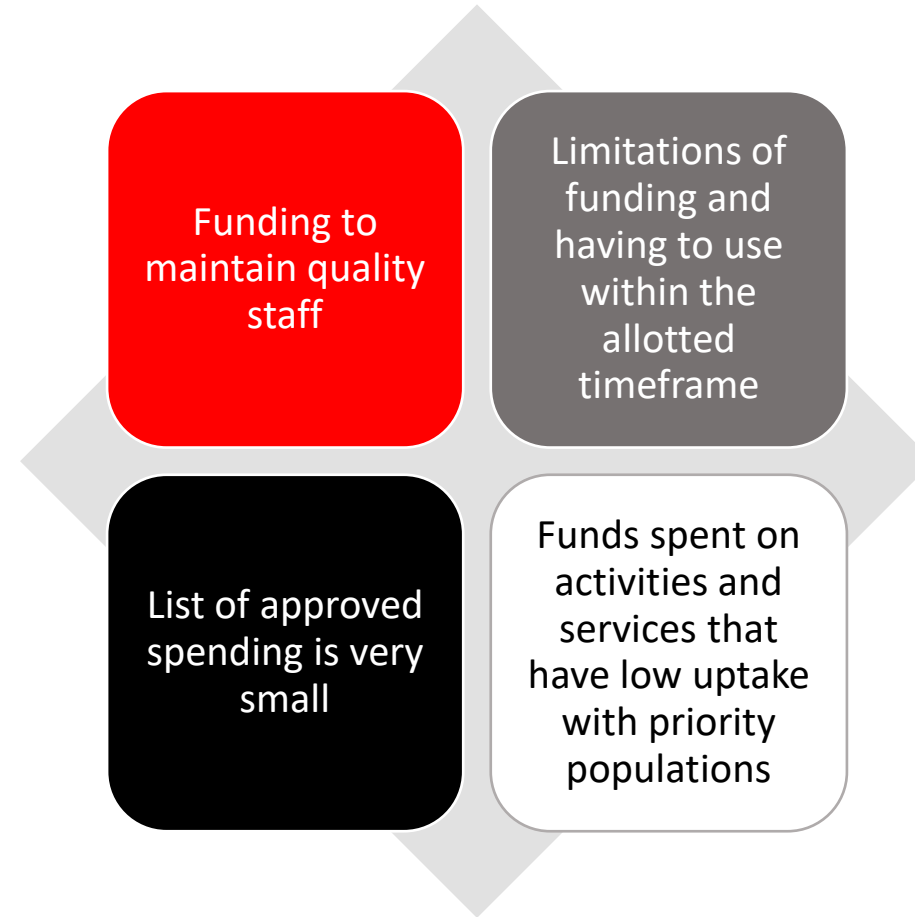 Funding to
maintain quality
staff
Limitations of
funding and
having to use
within the
allotted
timeframe
List of approved
spending is very
small
Funds spent on
activities and
services that
have low uptake
with priority
populations